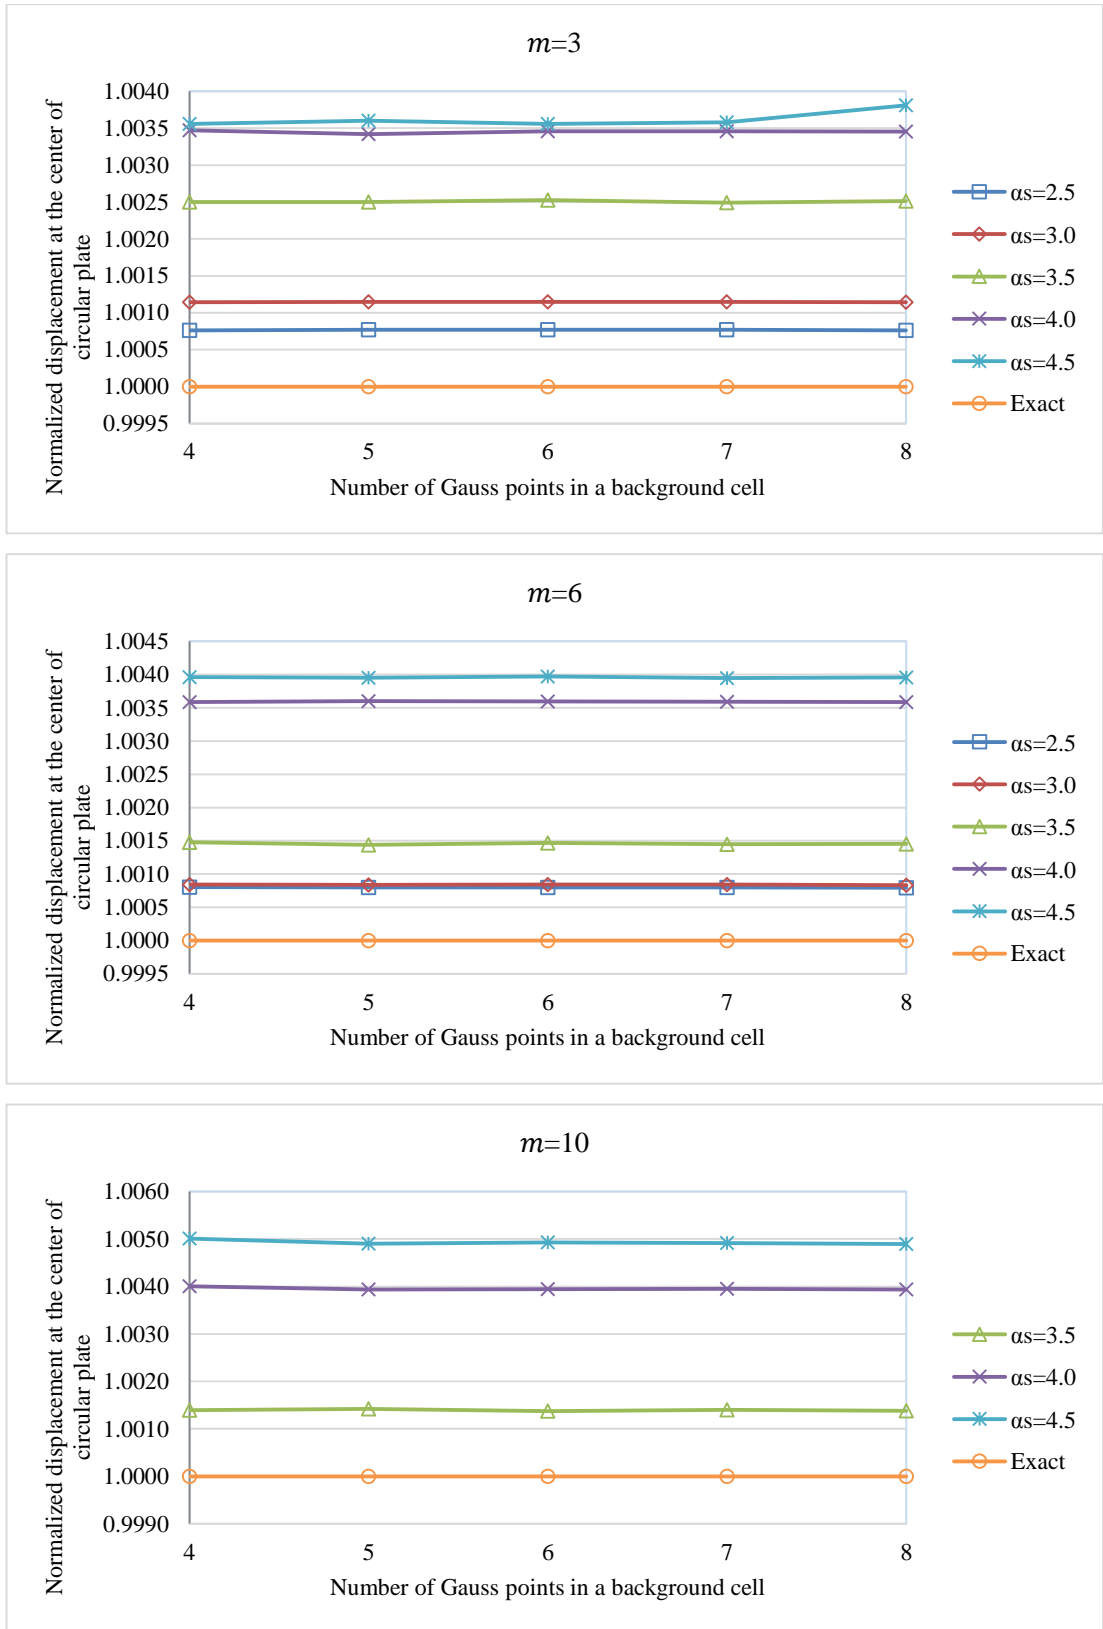 m=3
Normalized displacement at the center of
circular plate
1.0040
1.0035
1.0030
1.0025
1.0020
1.0015
1.0010
1.0005
1.0000
0.9995
4 5 6 7 8
Number of Gauss points in a background cell
αs=2.5
αs=3.0
αs=3.5
αs=4.0
αs=4.5
Exact
m=6
Normalized displacement at the center of
circular plate
1.0045
1.0040
1.0035
1.0030
1.0025
1.0020
1.0015
1.0010
1.0005
1.0000
0.9995
4 5 6 7 8
Number of Gauss points in a background cell
αs=2.5
αs=3.0
αs=3.5
αs=4.0
αs=4.5
Exact
m=10
Normalized displacement at the center of
circular plate
1.0060
1.0050
1.0040
1.0030
1.0020
1.0010
1.0000
0.9990
4 5 6 7 8
Number of Gauss points in a background cell
αs=3.5
αs=4.0
αs=4.5
Exact